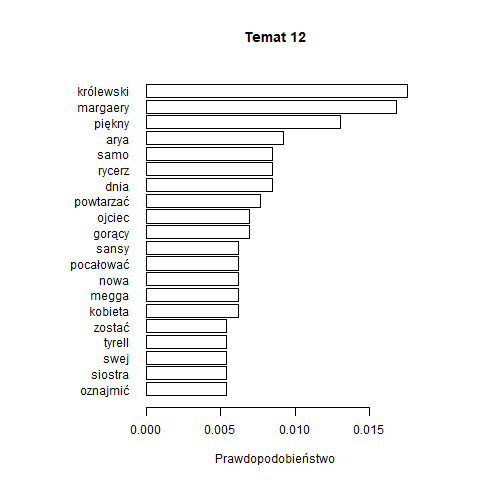 Temat 12
królewski
margaery
piękny
arya
samo
rycerz
dnia
powtarzać
ojciec
gorący
sansy
pocałować
nowa
megga
kobieta
zostać
tyrell
swej
siostra
oznajmić
0.000 0.005 0.010 0.015
Prawdopodobieństwo